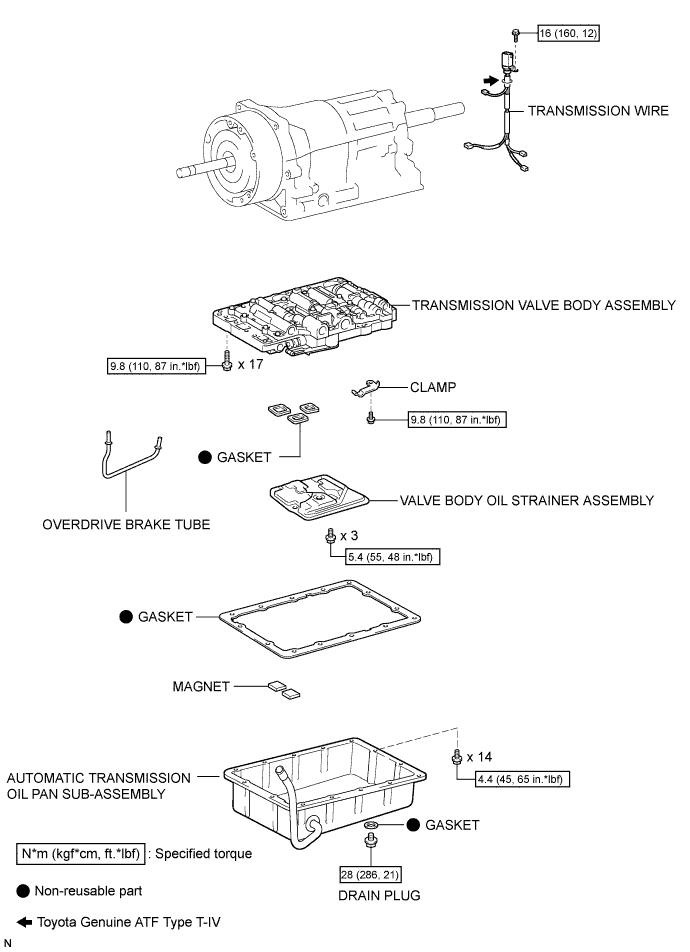 16 (160, 12)
TRANSMISSION WIRE
TRANSMISSION VALVE BODY ASSEMBLY
9.8 (110, 87 in.*lbf)
x 17
CLAMP
9.8 (110, 87 in.*lbf)
GASKET
VALVE BODY OIL STRAINER ASSEMBLY
OVERDRIVE BRAKE TUBE
x 3
5.4 (55, 48 in.*lbf)
GASKET
MAGNET
x 14
AUTOMATIC TRANSMISSION
OIL PAN SUB-ASSEMBLY
4.4 (45, 65 in.*lbf)
GASKET
N*m (kgf*cm, ft.*lbf) : Specified torque
28 (286, 21)
DRAIN PLUG
Non-reusable part
Toyota Genuine ATF Type T-IV
N